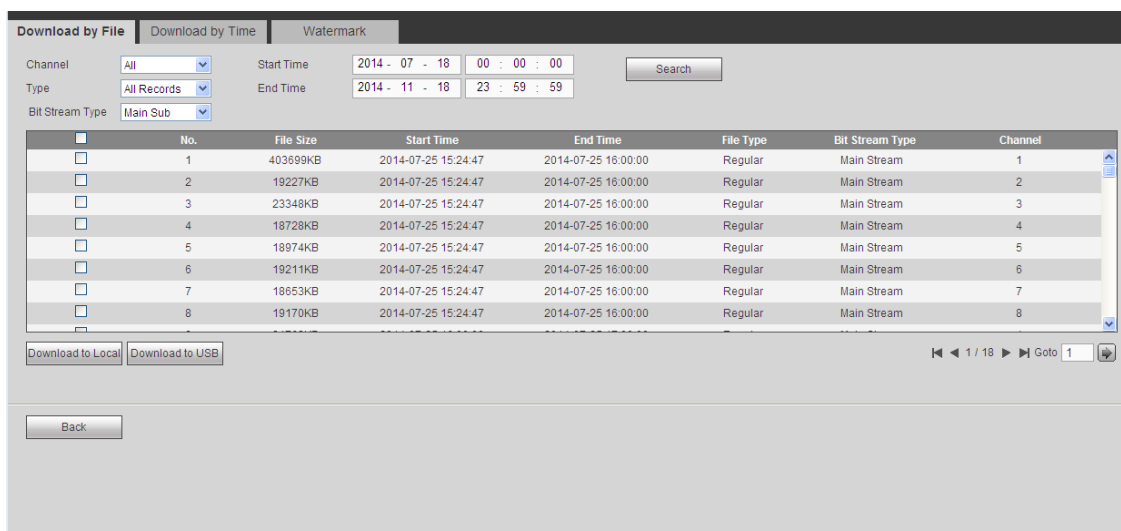 Download by File Download by Time Watermark
Channel All Start Time 2014 - 07 - 18 00 : 00 : 00 Search
Type All Records End Time 2014 - 11 - 18 23 : 59 : 59
Bit Stream Type Main Sub
No. File Size Start Time End Time File Type Bit Stream Type Channel
1 403699KB 2014-07-25 15:24:47 2014-07-25 16:00:00 Regular Main Stream 1
2 19227KB 2014-07-25 15:24:47 2014-07-25 16:00:00 Regular Main Stream 2
3 23348KB 2014-07-25 15:24:47 2014-07-25 16:00:00 Regular Main Stream 3
4 18728KB 2014-07-25 15:24:47 2014-07-25 16:00:00 Regular Main Stream 4
5 18974KB 2014-07-25 15:24:47 2014-07-25 16:00:00 Regular Main Stream 5
6 19211KB 2014-07-25 15:24:47 2014-07-25 16:00:00 Regular Main Stream 6
7 18653KB 2014-07-25 15:24:47 2014-07-25 16:00:00 Regular Main Stream 7
8 19170KB 2014-07-25 15:24:47 2014-07-25 16:00:00 Regular Main Stream 8
Download to Local Download to USB 1 / 18 Goto 1
Back